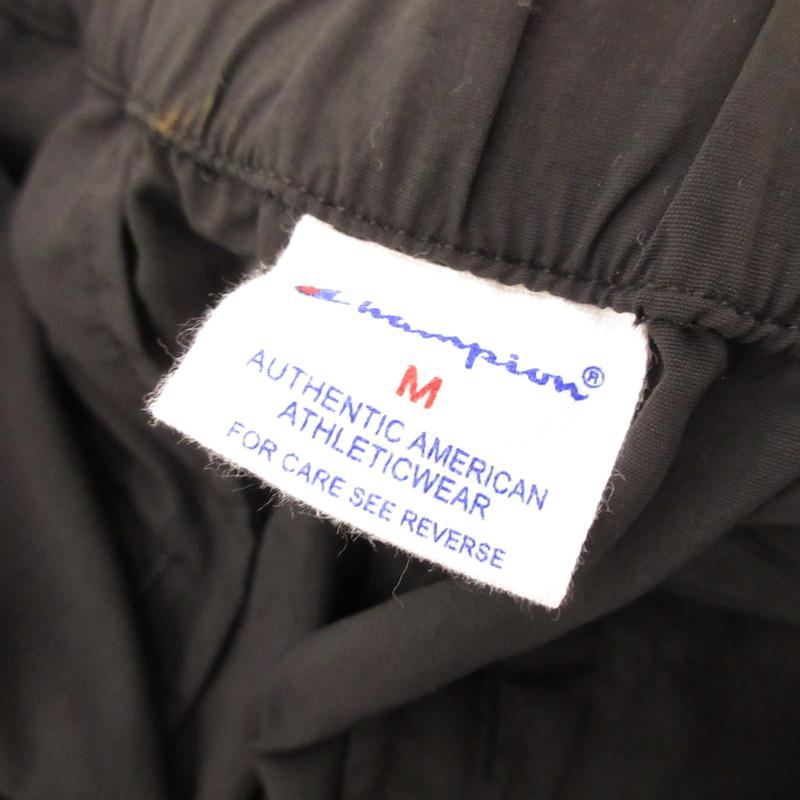 Champion®
M
AUTHENTIC AMERICAN
ATHLETICWEAR
FOR CARE SEE REVERSE